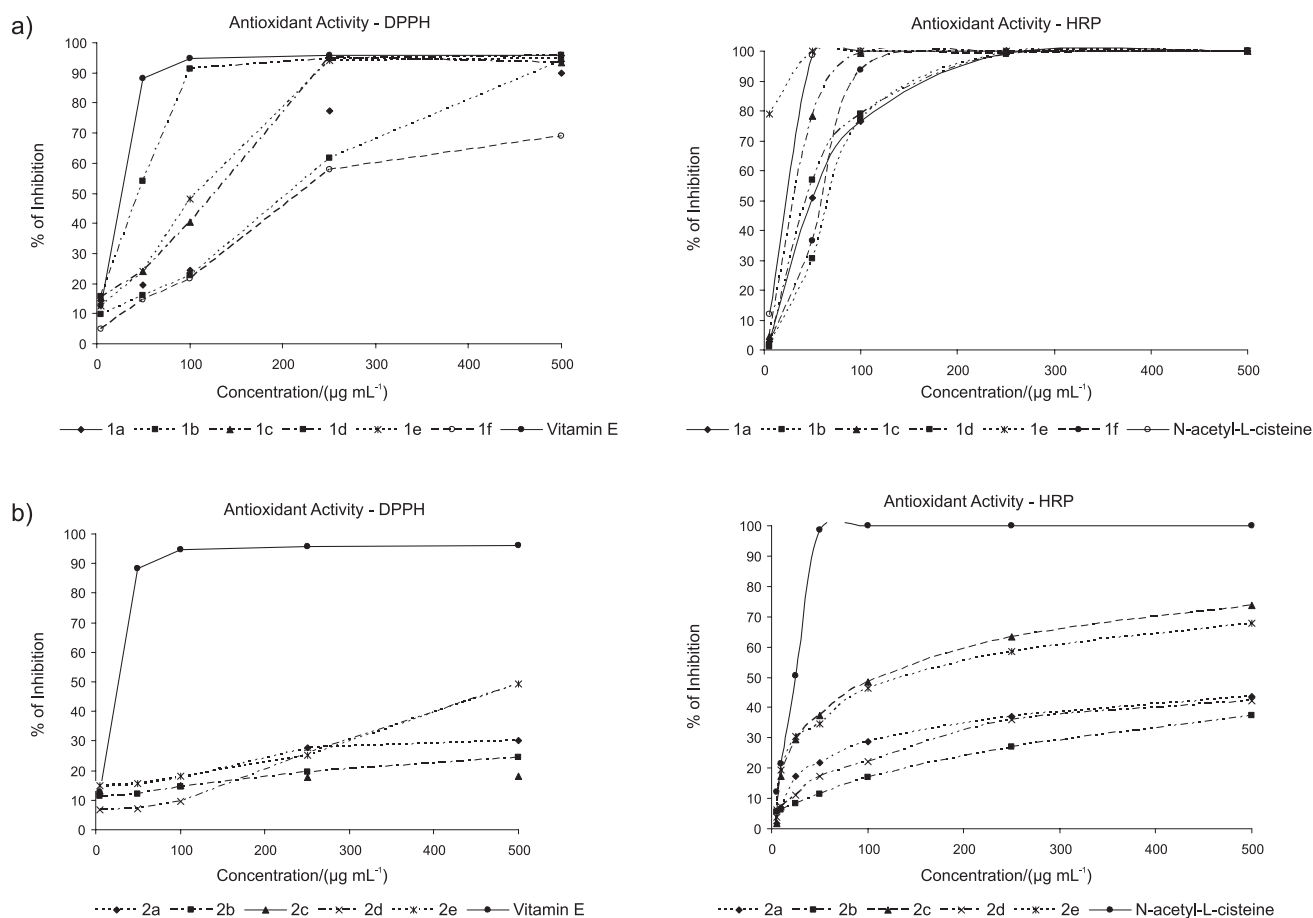 a)
Antioxidant Activity - DPPH
% of Inhibition
100
90
80
70
60
50
40
30
20
10
0
0 100 200 300 400 500
Concentration/(µg mL⁻¹)
1a 1b 1c 1d 1e 1f Vitamin E
Antioxidant Activity - HRP
% of Inhibition
100
90
80
70
60
50
40
30
20
10
0
0 100 200 300 400 500
Concentration/(µg mL⁻¹)
1a 1b 1c 1d 1e 1f N-acetyl-L-cisteine
b)
Antioxidant Activity - DPPH
% of Inhibition
100
90
80
70
60
50
40
30
20
10
0
0 100 200 300 400 500
Concentration/(µg mL⁻¹)
2a 2b 2c 2d 2e Vitamin E
Antioxidant Activity - HRP
% of Inhibition
100
90
80
70
60
50
40
30
20
10
0
0 100 200 300 400 500
Concentration/(µg mL⁻¹)
2a 2b 2c 2d 2e N-acetyl-L-cisteine